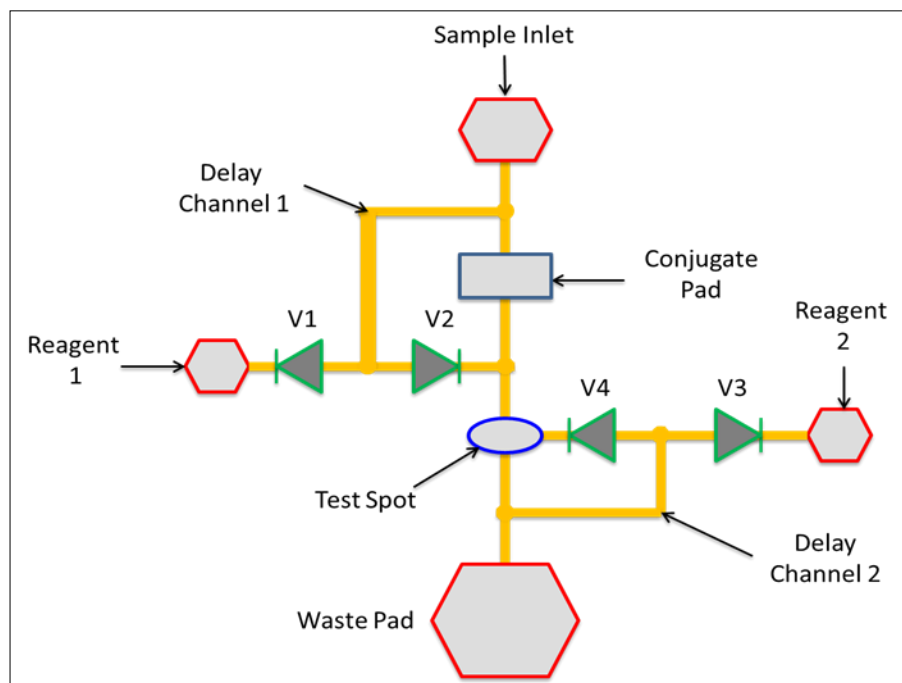 Sample Inlet
Delay
Channel 1
Conjugate
Pad
V1
V2
Reagent
1
Reagent
2
V4
V3
Test Spot
Delay
Channel 2
Waste Pad